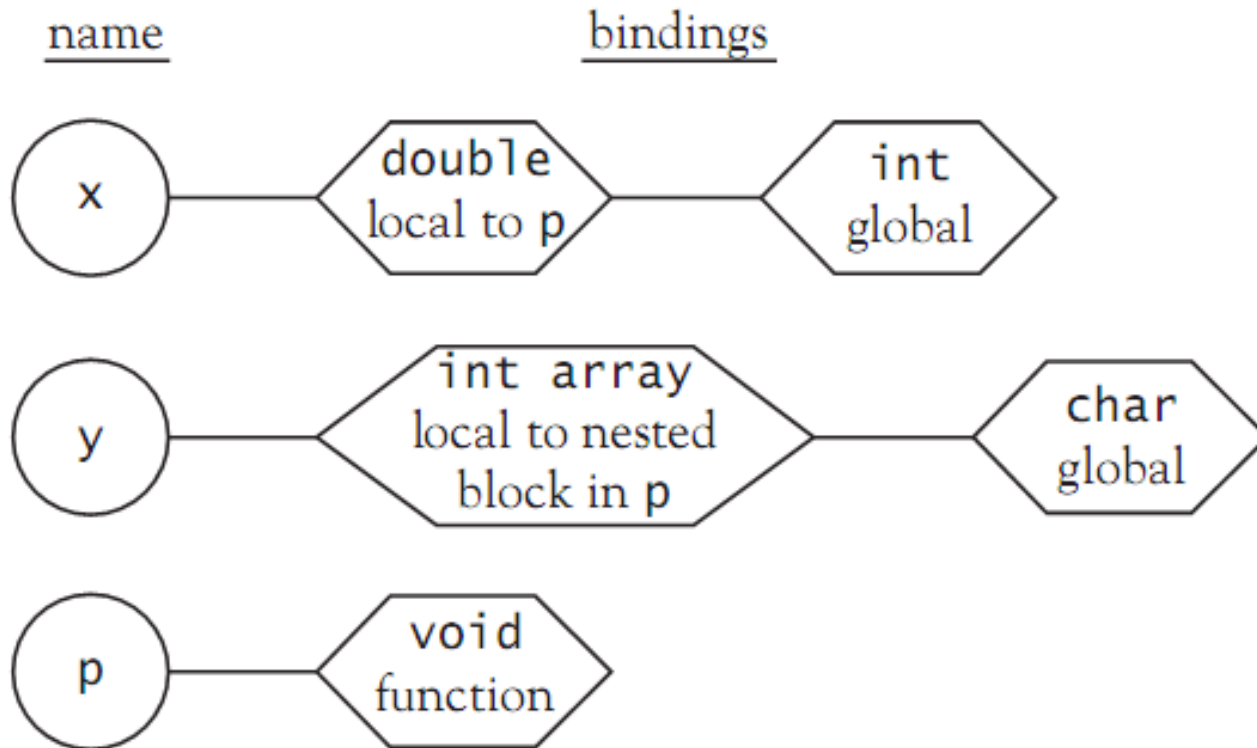 name bindings
x
double
local to p
int
global
y
int array
local to nested
block in p
char
global
p
void
function